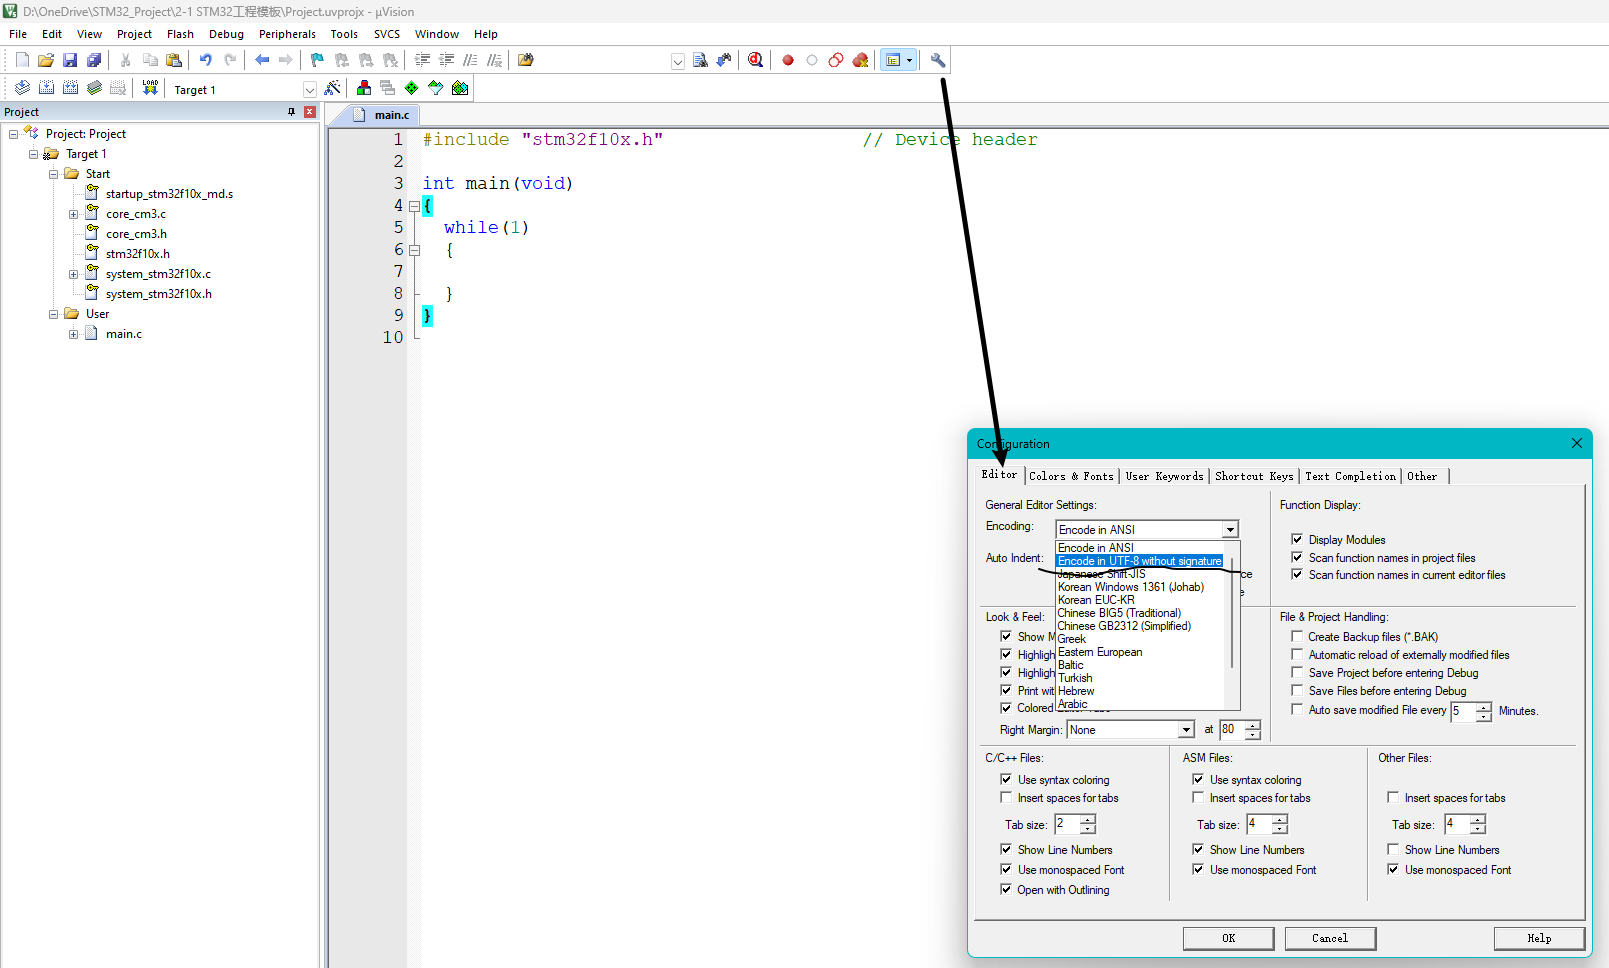 D:\OneDrive\STM32_Project\2-1 STM32工程模板\Project.uvprojx - µVision
File Edit View Project Flash Debug Peripherals Tools SVCS Window Help
LOAD Target 1
Project
main.c
Project: Project
Target 1
Start
startup_stm32f10x_md.s
core_cm3.c
core_cm3.h
stm32f10x.h
system_stm32f10x.c
system_stm32f10x.h
User
main.c
1 #include "stm32f10x.h" // Device header
2
3 int main(void)
4 {
5 while(1)
6 {
7
8 }
9 }
10
Configuration
Editor Colors & Fonts User Keywords Shortcut Keys Text Completion Other
General Editor Settings:
Encoding: Encode in ANSI
Encode in ANSI
Encode in UTF-8 without signature
Auto Indent:
Japanese Shift-JIS
Korean Windows 1361 (Johab)
Korean EUC-KR
Chinese BIG5 (Traditional)
Chinese GB2312 (Simplified)
Greek
Eastern European
Baltic
Turkish
Hebrew
Arabic
Function Display:
Display Modules
Scan function names in project files
Scan function names in current editor files
Look & Feel:
Show M
Highligh
Highligh
Print wit
Colored
Right Margin: None at 80
File & Project Handling:
Create Backup files (*.BAK)
Automatic reload of externally modified files
Save Project before entering Debug
Save Files before entering Debug
Auto save modified File every 5 Minutes.
C/C++ Files:
Use syntax coloring
Insert spaces for tabs
Tab size: 2
Show Line Numbers
Use monospaced Font
Open with Outlining
ASM Files:
Use syntax coloring
Insert spaces for tabs
Tab size: 4
Show Line Numbers
Use monospaced Font
Other Files:
Insert spaces for tabs
Tab size: 4
Show Line Numbers
Use monospaced Font
OK Cancel Help